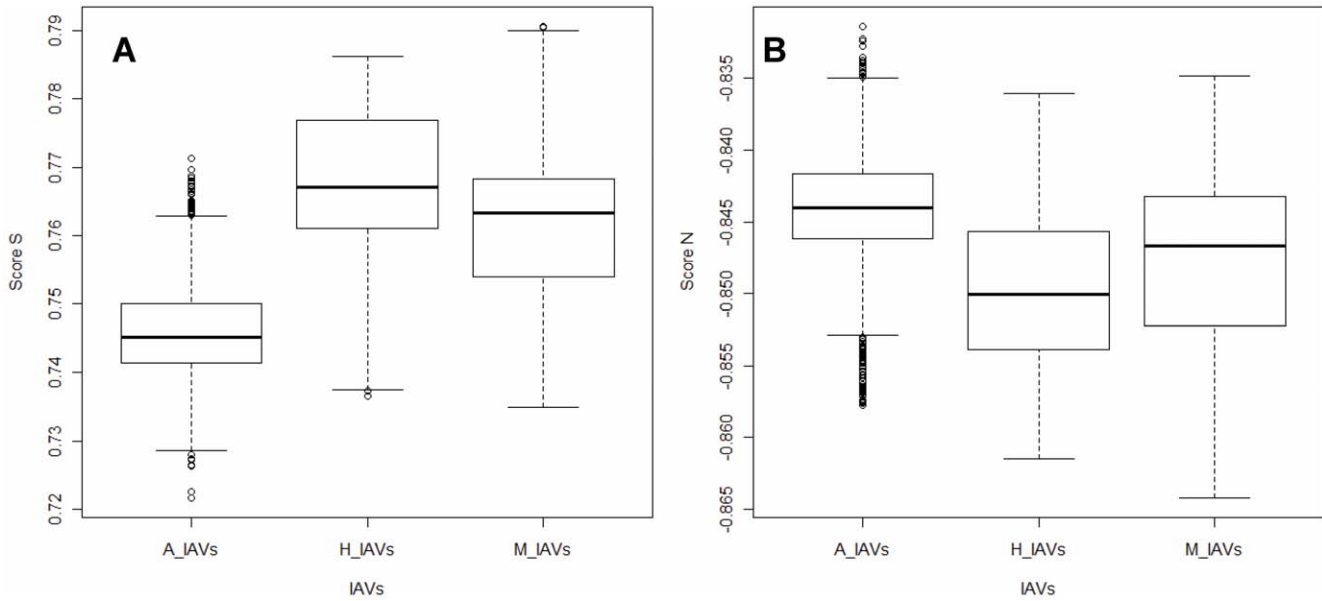 A
Score S
0.79
0.78
0.77
0.76
0.75
0.74
0.73
0.72
A_IAVs H_IAVs M_IAVs
IAVs
B
Score N
-0.835
-0.840
-0.845
-0.850
-0.855
-0.860
-0.865
A_IAVs H_IAVs M_IAVs
IAVs